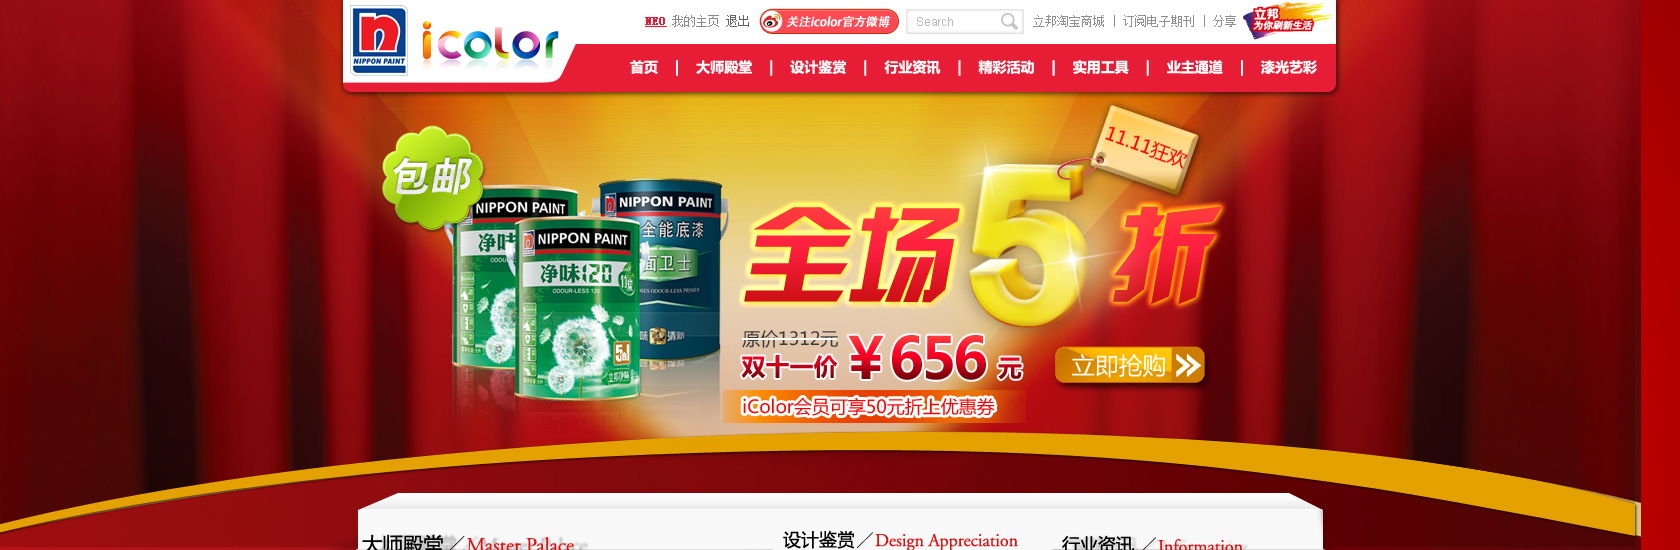 NIPPON PAINT
icolor
NEO 我的主页 退出
关注icolor官方微博
Search
立邦淘宝商城 | 订阅电子期刊 | 分享
立邦
为你刷新生活
首页 | 大师殿堂 | 设计鉴赏 | 行业资讯 | 精彩活动 | 实用工具 | 业主通道 | 漆光艺彩
包邮
NIPPON PAINT
净味
NIPPON PAINT
净味120
ODOUR-LESS 120
5合1
NIPPON PAINT
全能底漆
面卫士
ODOUR-LESS PRIMER
11.11狂欢
全场5折
原价1312元
双十一价 ¥656元
立即抢购
iColor会员可享50元折上优惠券
大师殿堂/Master Palace
设计鉴赏/Design Appreciation
行业资讯/Information